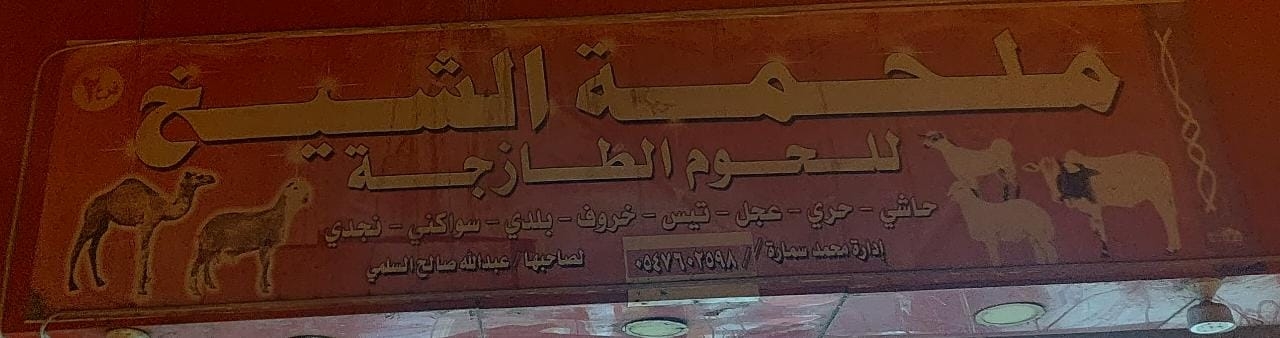 ملحمة الشيخ
للحوم الطازجة
حاشي - حري - عجل - تيس - خروف - بلدي - سواكني - نجدي
إدارة محمد سمارة // ٠٥٤٧٦٠٢٥٩٨ لصاحبها / عبدالله صالح السلمي